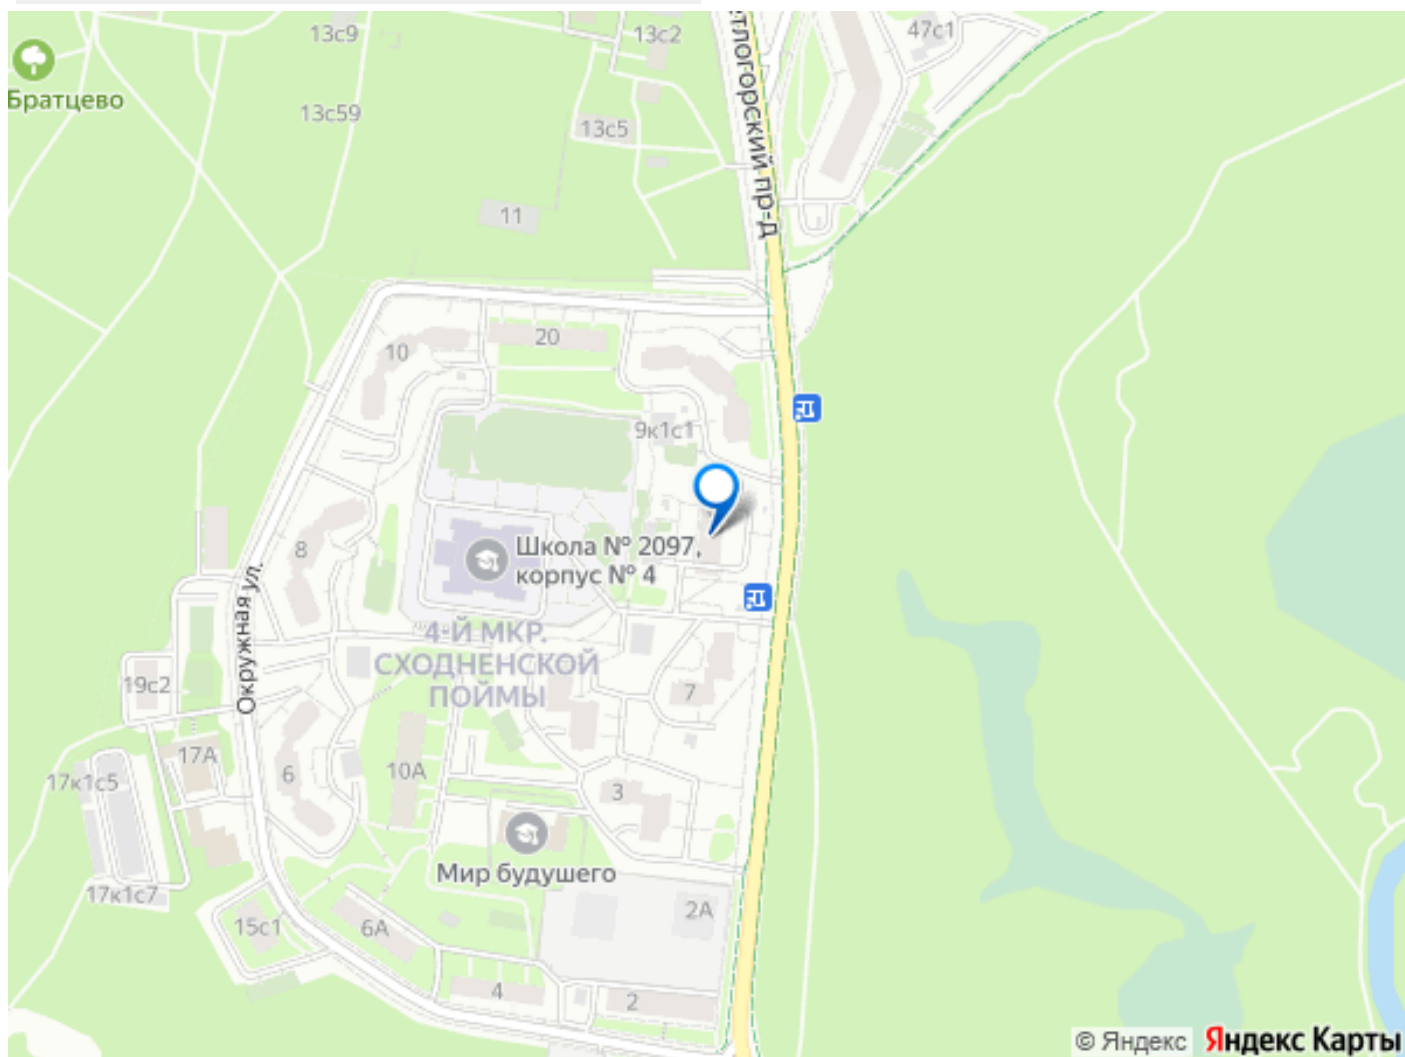 13с9
13с2
47с1
Братцево
13с59
13с5
етлогорский пр-д
11
20
10
9к1с1
Школа № 2097,
корпус № 4
8
Окружная ул.
4-Й МКР.
СХОДНЕНСКОЙ
ПОЙМЫ
19с2
7
17А
6
10А
17к1с5
3
Мир будушего
17к1с7
2А
15с1
6А
4
2
© Яндекс Яндекс Карты